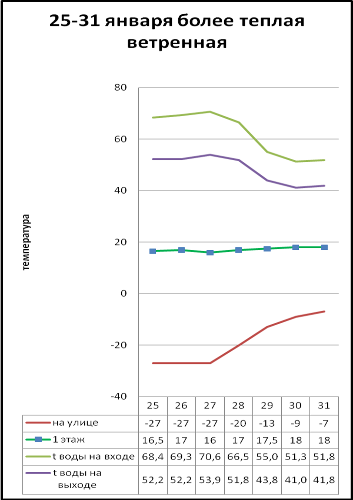 25-31 января более теплая
ветренная
температура
80
60
40
20
0
-20
-40
25 26 27 28 29 30 31
на улице -27 -27 -27 -20 -13 -9 -7
1 этаж 16,5 17 16 17 17,5 18 18
t воды на входе 68,4 69,3 70,6 66,5 55,0 51,3 51,8
t воды на
выходе 52,2 52,2 53,9 51,8 43,8 41,0 41,8